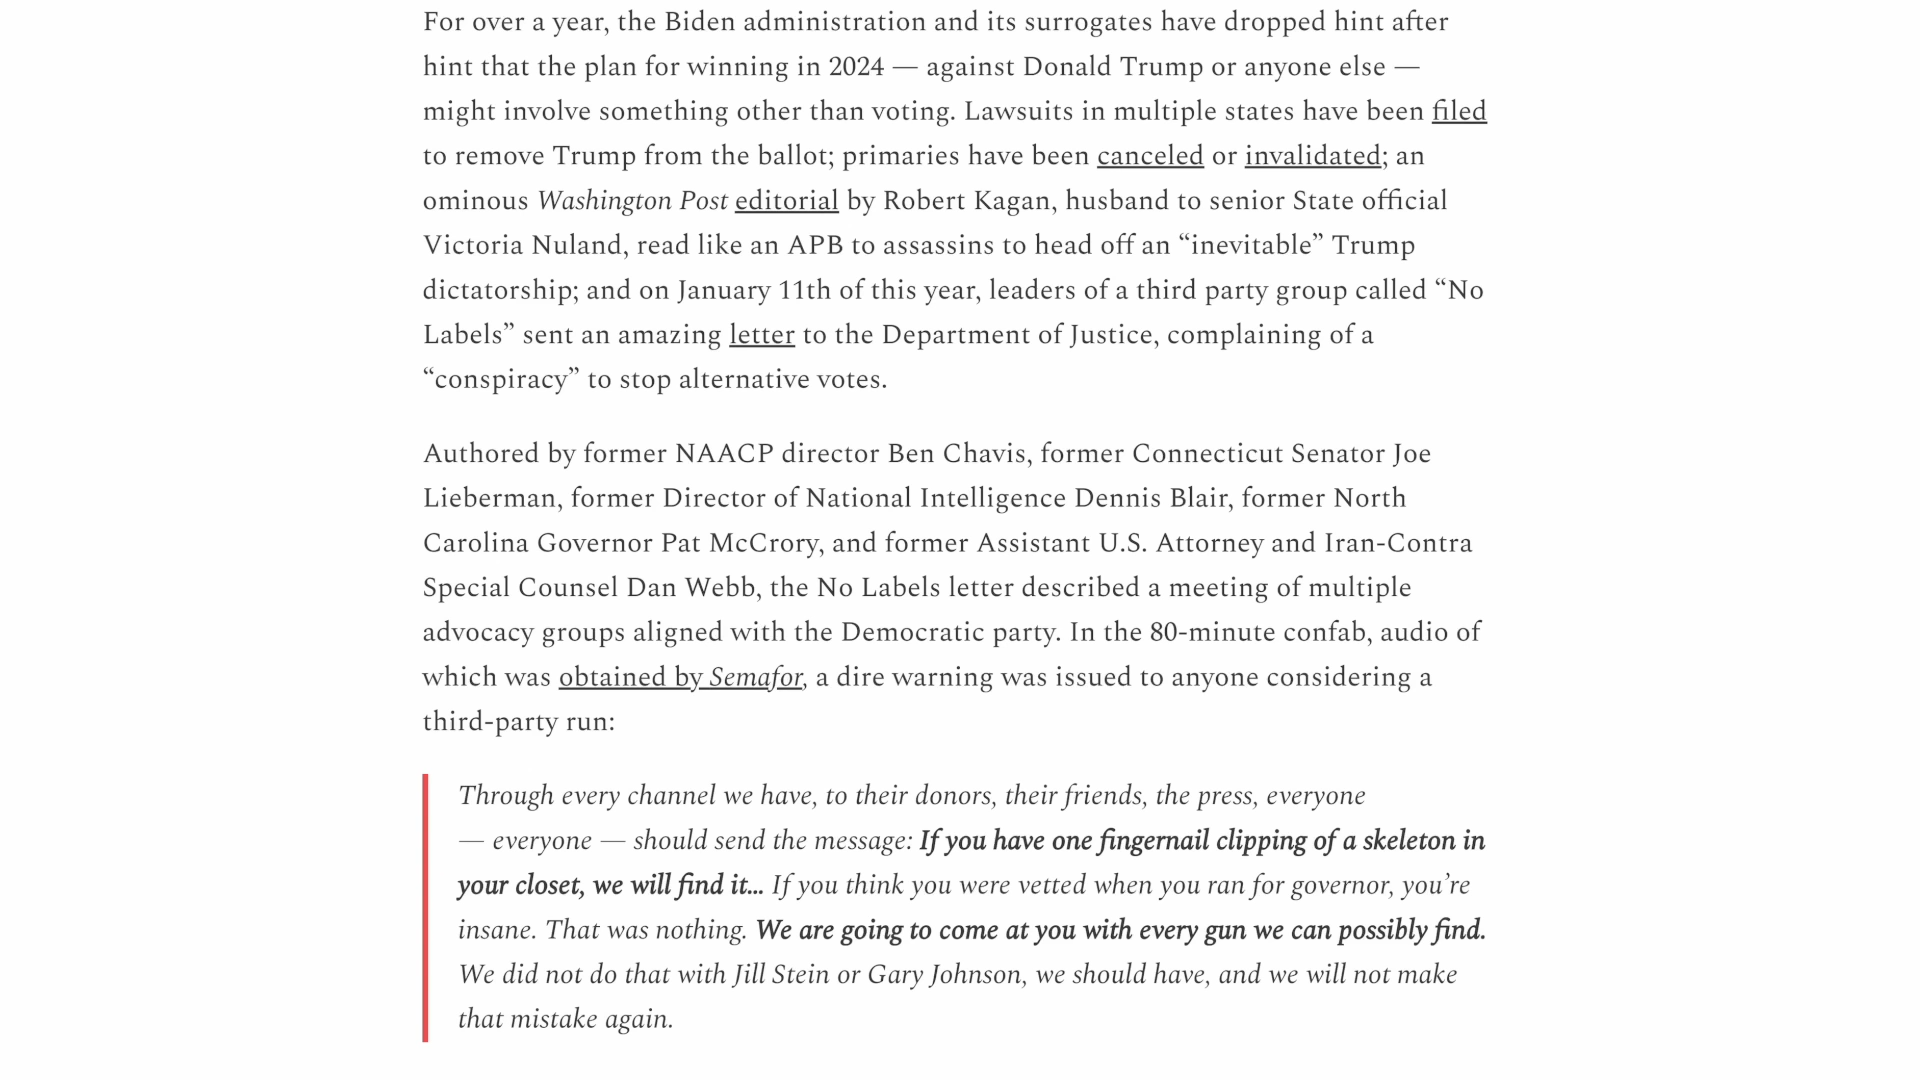 For over a year, the Biden administration and its surrogates have dropped hint after
hint that the plan for winning in 2024 — against Donald Trump or anyone else —
might involve something other than voting. Lawsuits in multiple states have been filed
to remove Trump from the ballot; primaries have been canceled or invalidated; an
ominous Washington Post editorial by Robert Kagan, husband to senior State official
Victoria Nuland, read like an APB to assassins to head off an “inevitable” Trump
dictatorship; and on January 11th of this year, leaders of a third party group called “No
Labels” sent an amazing letter to the Department of Justice, complaining of a
“conspiracy” to stop alternative votes.
Authored by former NAACP director Ben Chavis, former Connecticut Senator Joe
Lieberman, former Director of National Intelligence Dennis Blair, former North
Carolina Governor Pat McCrory, and former Assistant U.S. Attorney and Iran-Contra
Special Counsel Dan Webb, the No Labels letter described a meeting of multiple
advocacy groups aligned with the Democratic party. In the 80-minute confab, audio of
which was obtained by Semafor, a dire warning was issued to anyone considering a
third-party run:
Through every channel we have, to their donors, their friends, the press, everyone
— everyone — should send the message: If you have one fingernail clipping of a skeleton in
your closet, we will find it… If you think you were vetted when you ran for governor, you’re
insane. That was nothing. We are going to come at you with every gun we can possibly find.
We did not do that with Jill Stein or Gary Johnson, we should have, and we will not make
that mistake again.